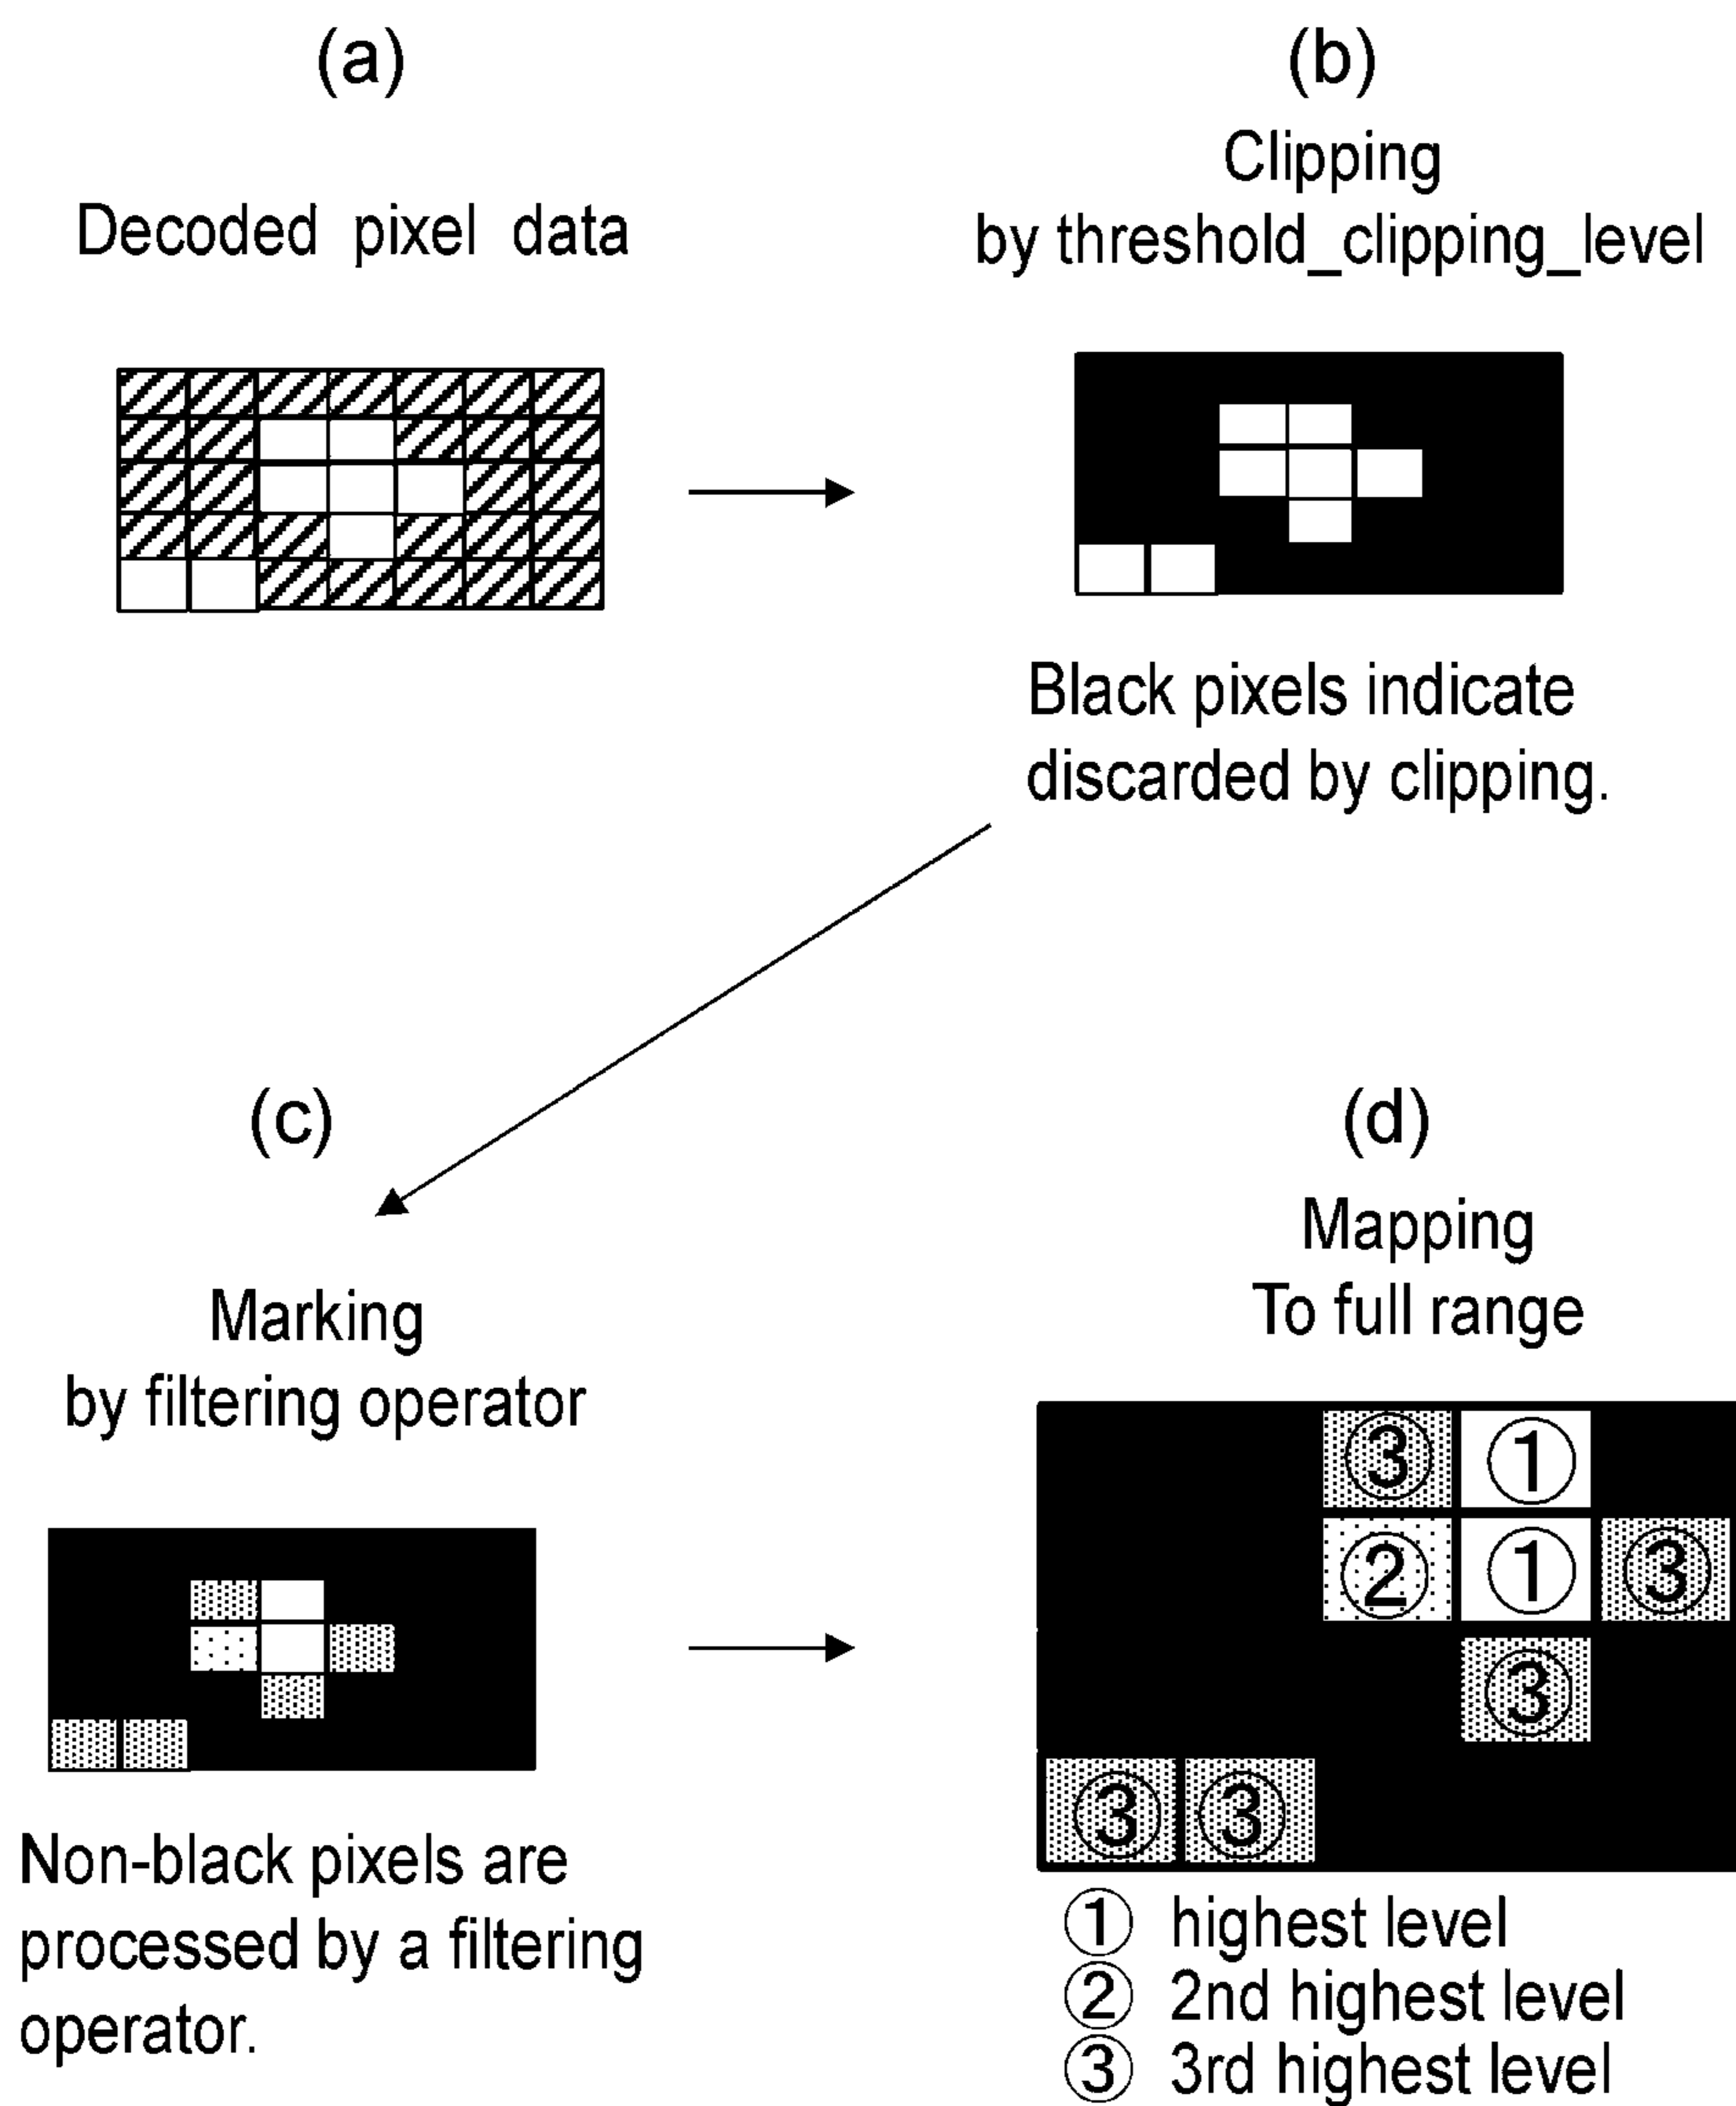 (a)
Decoded pixel data
(b)
Clipping
by threshold_clipping_level
Black pixels indicate
discarded by clipping.
(c)
Marking
by filtering operator
Non-black pixels are
processed by a filtering
operator.
(d)
Mapping
To full range
③ ①
② ① ③
③
③ ③
① highest level
② 2nd highest level
③ 3rd highest level